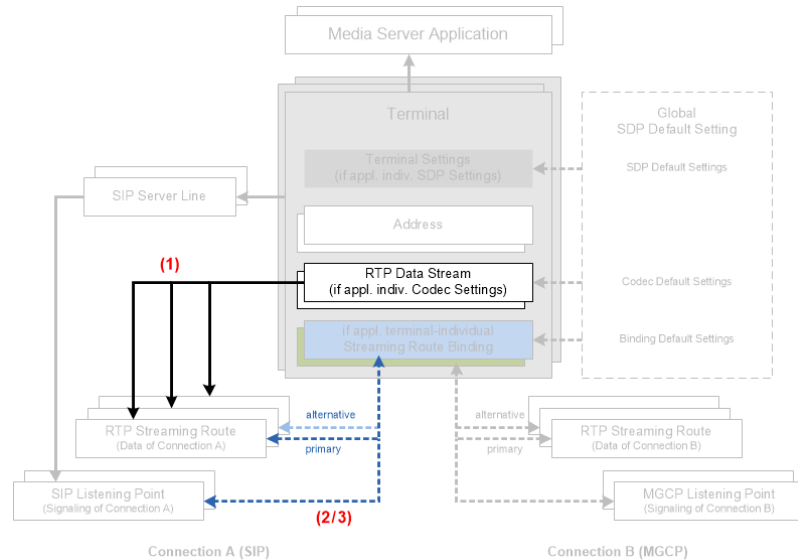 Media Server Application
Terminal
Global
SDP Default Setting
Terminal Settings
(if appl. indiv. SDP Settings)
SDP Default Settings
SIP Server Line
Address
(1)
RTP Data Stream
(if appl. indiv. Codec Settings)
Codec Default Settings
if appl. terminal-individual
Streaming Route Binding
Binding Default Settings
alternative
alternative
RTP Streaming Route
(Data of Connection A)
primary
primary
RTP Streaming Route
(Data of Connection B)
SIP Listening Point
(Signaling of Connection A)
MGCP Listening Point
(Signaling of Connection B)
(2/3)
Connection A (SIP)
Connection B (MGCP)